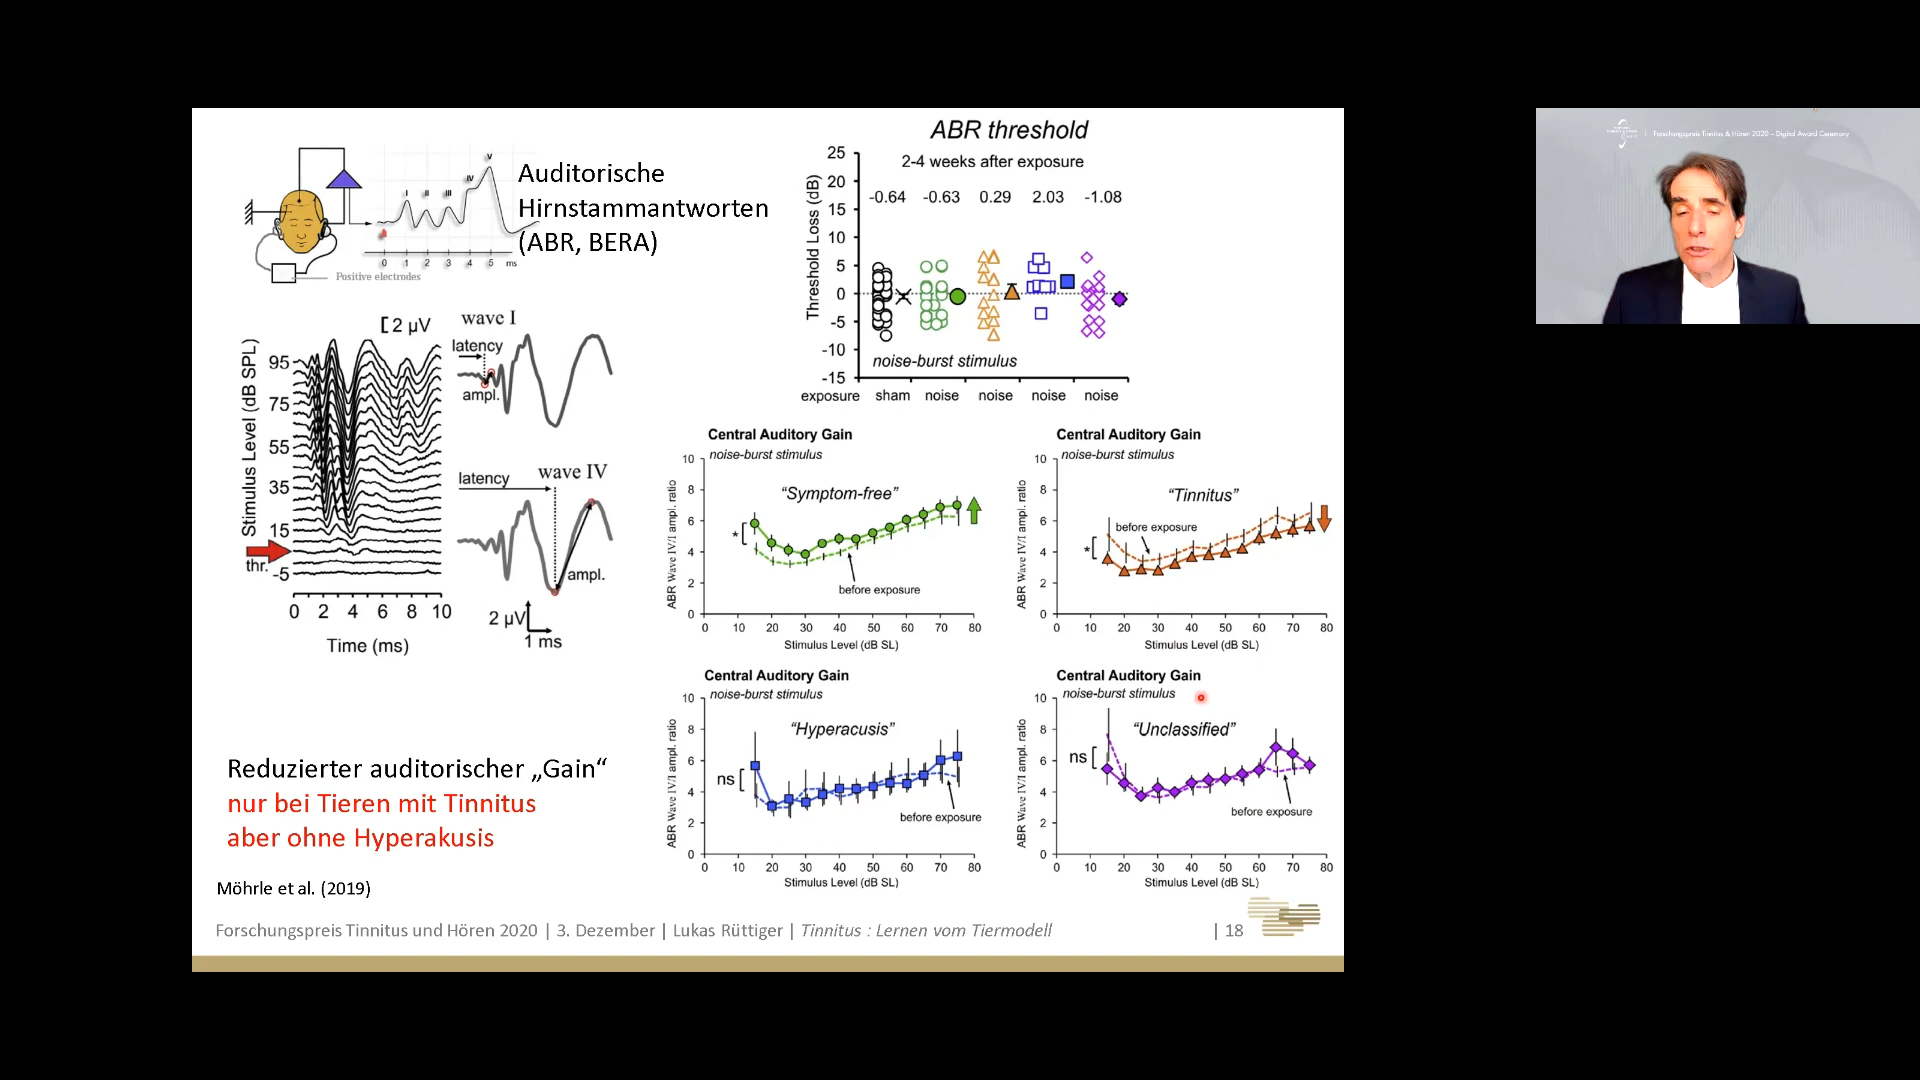 Auditorische
Hirnstammantworten
(ABR, BERA)
I II III IV V
0 1 2 3 4 5 ms
Positive electrodes
2 µV
Stimulus Level (dB SPL)
95
75
55
35
15
thr.
-5
0 2 4 6 8 10
Time (ms)
wave I
latency
ampl.
wave IV
latency
ampl.
2 µV
1 ms
ABR threshold
2-4 weeks after exposure
-0.64 -0.63 0.29 2.03 -1.08
Threshold Loss (dB)
25
20
15
10
5
0
-5
-10
-15
noise-burst stimulus
exposure sham noise noise noise noise
Central Auditory Gain
noise-burst stimulus
“Symptom-free”
ABR Wave IV/I ampl. ratio
10
8
6
4
2
0
*
before exposure
0 10 20 30 40 50 60 70 80
Stimulus Level (dB SL)
Central Auditory Gain
noise-burst stimulus
“Tinnitus”
before exposure
ABR Wave IV/I ampl. ratio
10
8
6
4
2
0
*
0 10 20 30 40 50 60 70 80
Stimulus Level (dB SL)
Central Auditory Gain
noise-burst stimulus
“Hyperacusis”
ABR Wave IV/I ampl. ratio
10
8
6
4
2
0
ns
before exposure
0 10 20 30 40 50 60 70 80
Stimulus Level (dB SL)
Central Auditory Gain
noise-burst stimulus
“Unclassified”
ABR Wave IV/I ampl. ratio
10
8
6
4
2
0
ns
before exposure
0 10 20 30 40 50 60 70 80
Stimulus Level (dB SL)
Reduzierter auditorischer „Gain“
nur bei Tieren mit Tinnitus
aber ohne Hyperakusis
Möhrle et al. (2019)
Forschungspreis Tinnitus und Hören 2020 | 3. Dezember | Lukas Rüttiger | Tinnitus : Lernen vom Tiermodell
| 18
Forschungspreis Tinnitus & Hören 2020 – Digital Award Ceremony